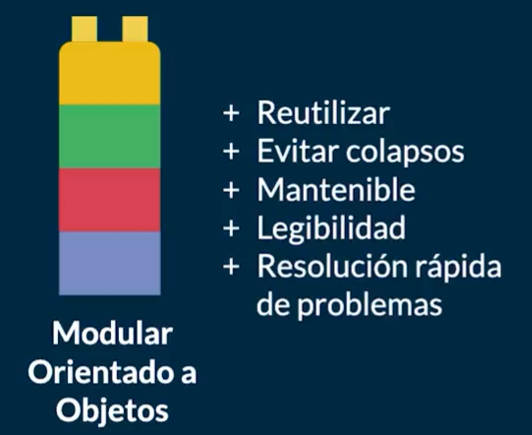 + Reutilizar
+ Evitar colapsos
+ Mantenible
+ Legibilidad
+ Resolución rápida
de problemas
Modular
Orientado a
Objetos